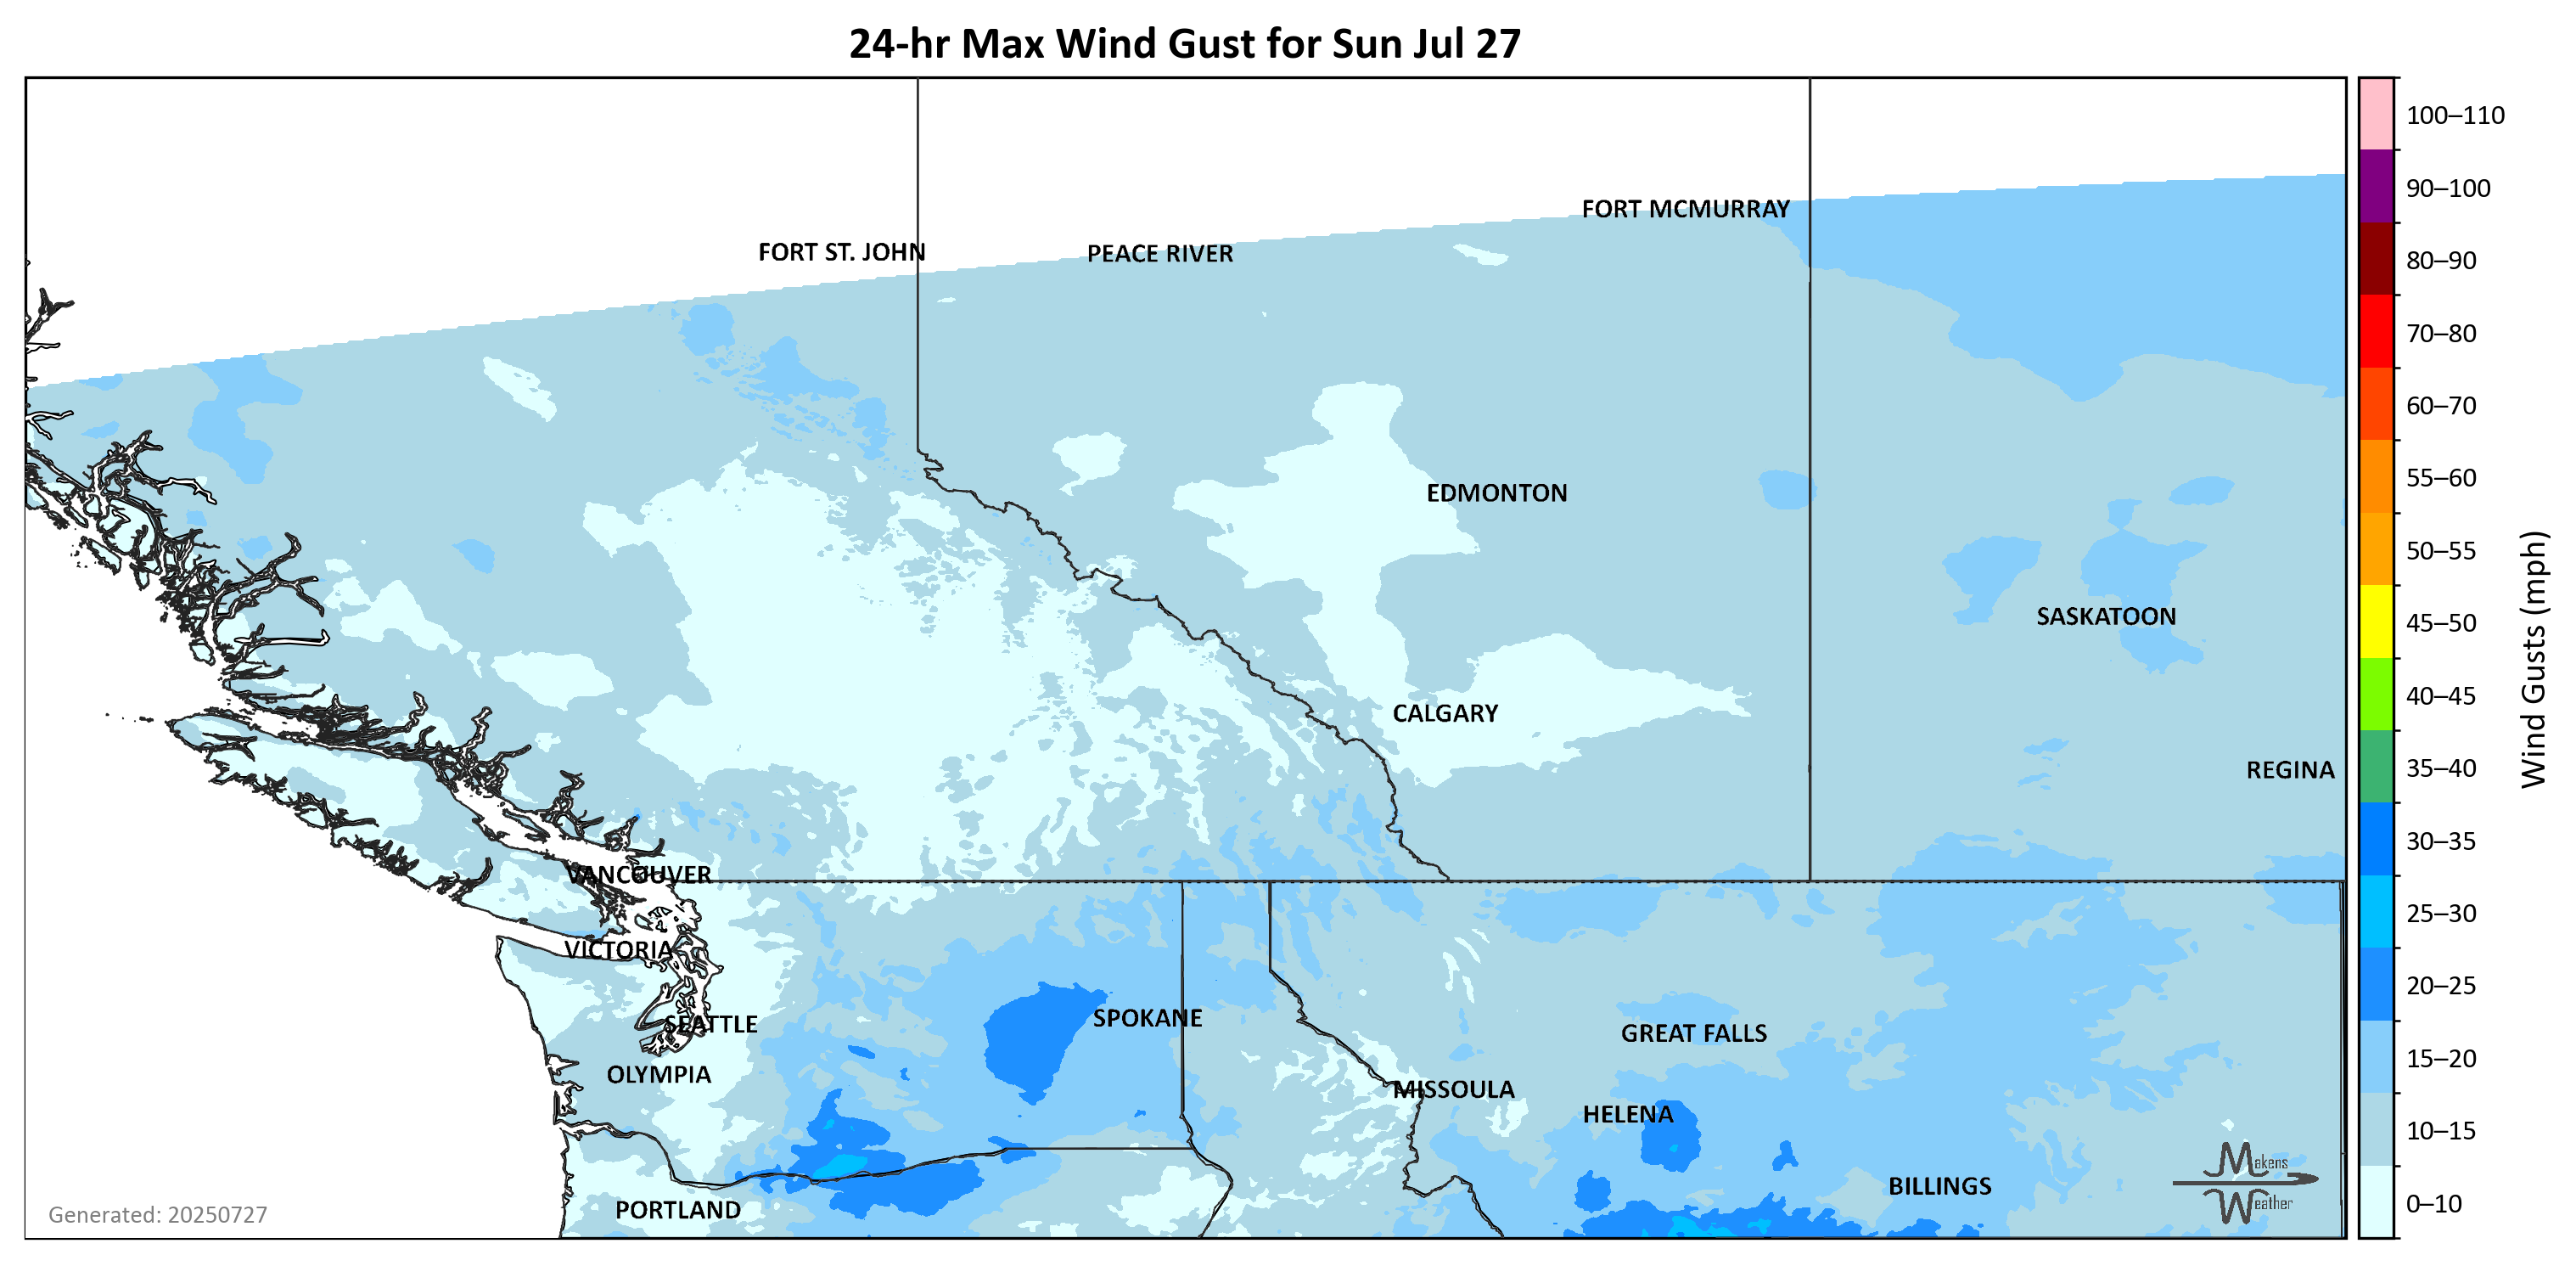 24-hr Max Wind Gust for Sun Jul 27
100–110
90–100
80–90
70–80
60–70
55–60
50–55
45–50
40–45
35–40
30–35
25–30
20–25
15–20
10–15
0–10
Wind Gusts (mph)
FORT MCMURRAY
FORT ST. JOHN
PEACE RIVER
EDMONTON
SASKATOON
CALGARY
REGINA
VANCOUVER
VICTORIA
SEATTLE
SPOKANE
GREAT FALLS
OLYMPIA
MISSOULA
HELENA
BILLINGS
PORTLAND
Makens
Weather
Generated: 20250727